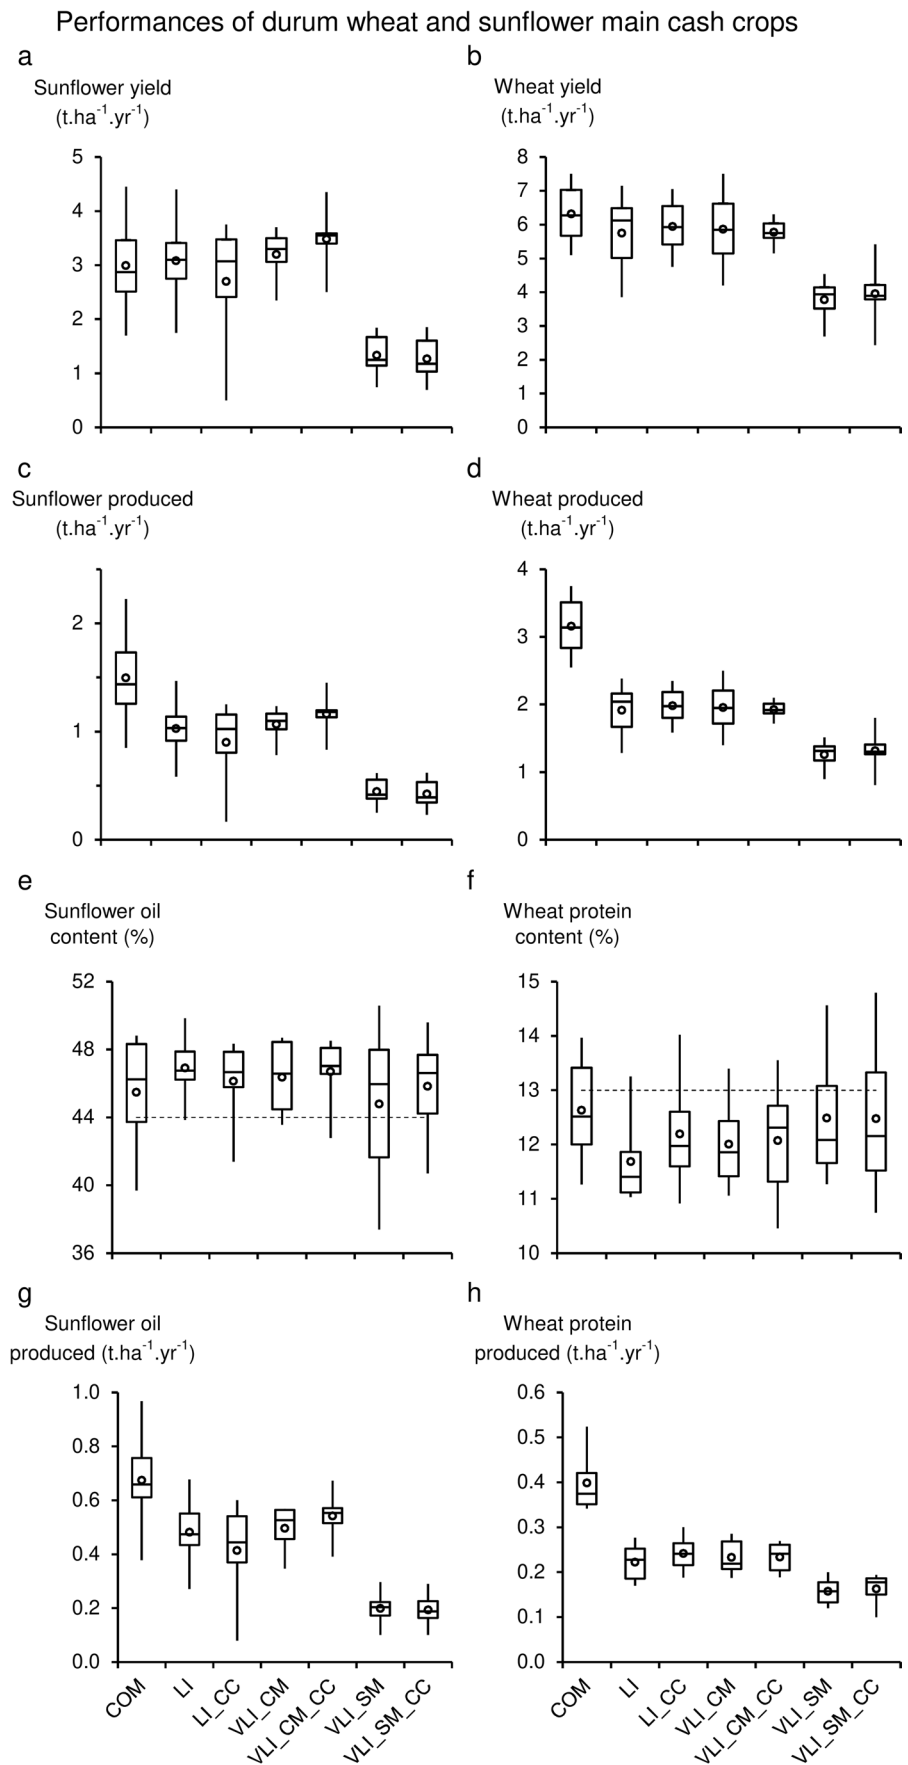 Performances of durum wheat and sunflower main cash crops
a
Sunflower yield
(t.ha⁻¹.yr⁻¹)
5
4
3
2
1
0
b
Wheat yield
(t.ha⁻¹.yr⁻¹)
8
7
6
5
4
3
2
1
0
c
Sunflower produced
(t.ha⁻¹.yr⁻¹)
2
1
0
d
Wheat produced
(t.ha⁻¹.yr⁻¹)
4
3
2
1
0
e
Sunflower oil
content (%)
52
48
44
40
36
f
Wheat protein
content (%)
15
14
13
12
11
10
g
Sunflower oil
produced (t.ha⁻¹.yr⁻¹)
1.0
0.8
0.6
0.4
0.2
0.0
COM
LI
LI_CC
VLI_CM
VLI_CM_CC
VLI_SM
VLI_SM_CC
h
Wheat protein
produced (t.ha⁻¹.yr⁻¹)
0.6
0.5
0.4
0.3
0.2
0.1
0.0
COM
LI
LI_CC
VLI_CM
VLI_CM_CC
VLI_SM
VLI_SM_CC